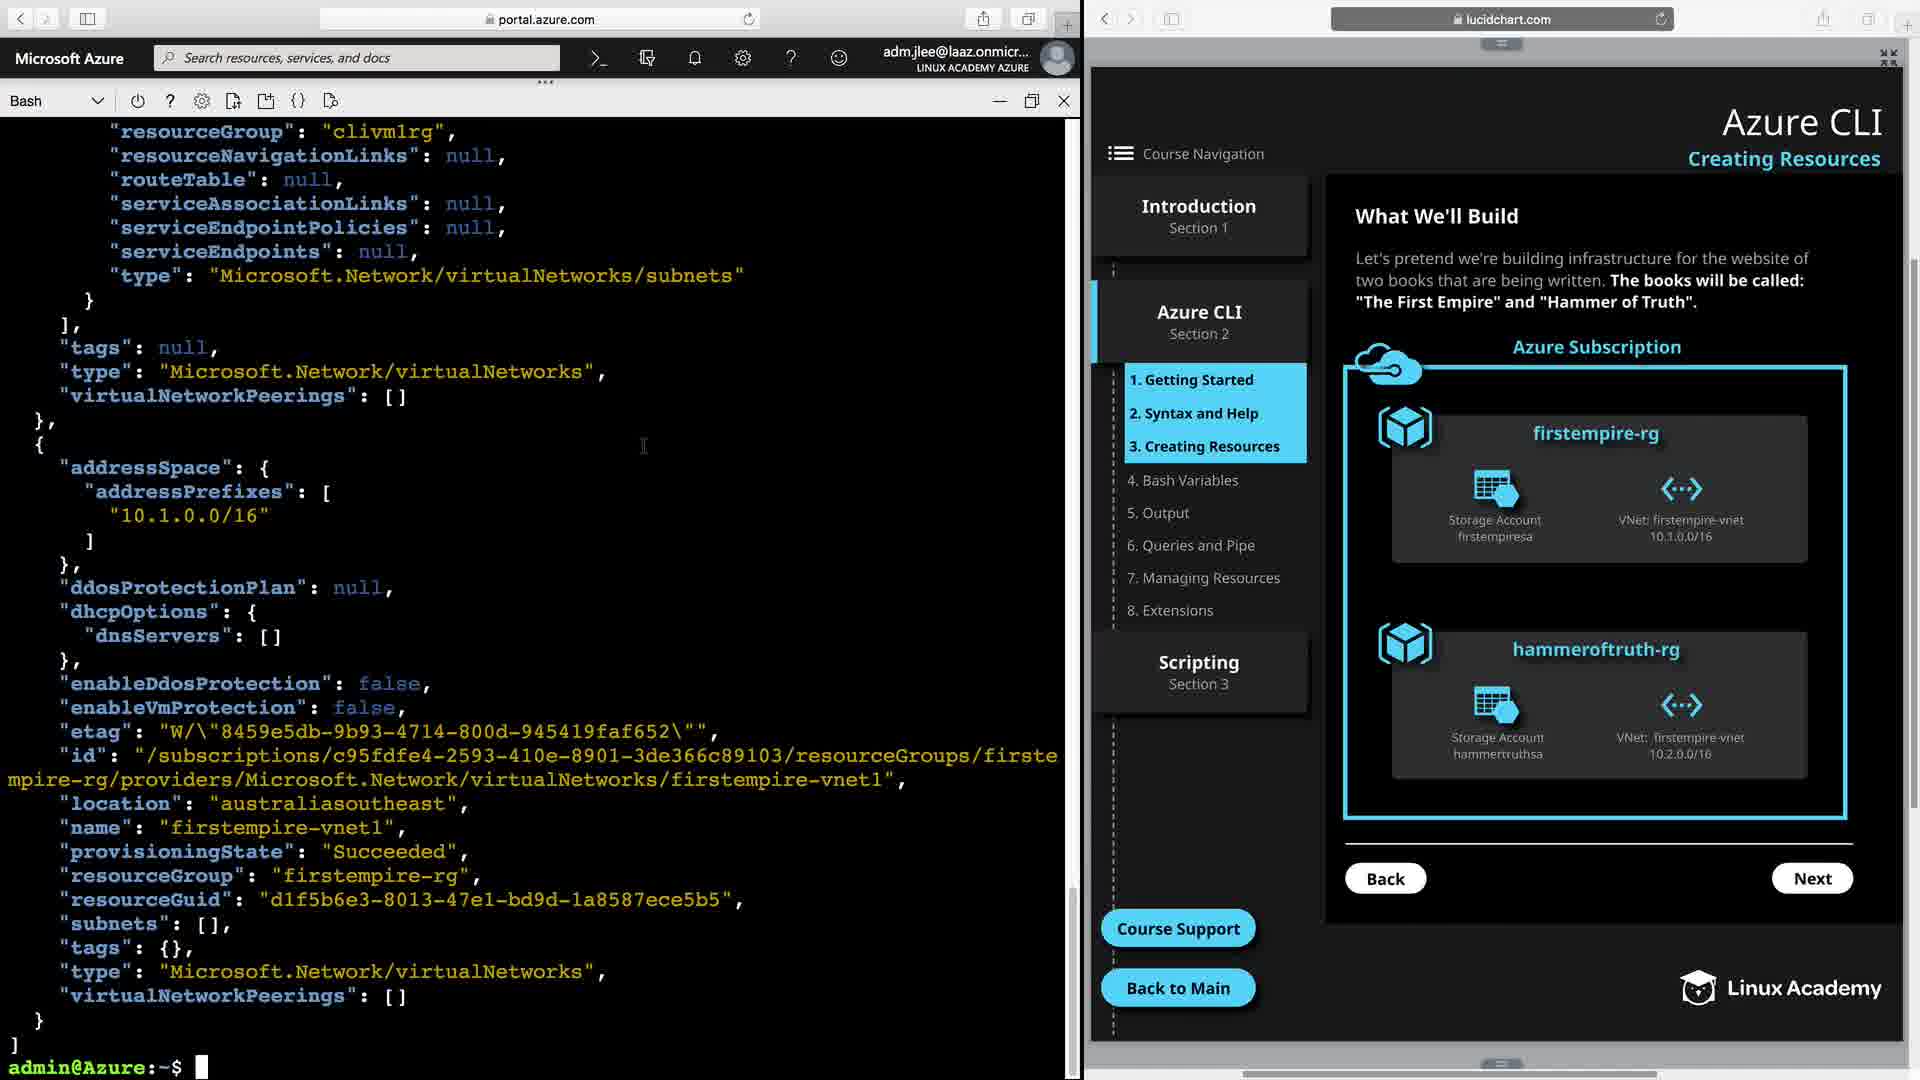 portal.azure.com
Microsoft Azure
Search resources, services, and docs
adm.jlee@laaz.onmicr...
LINUX ACADEMY AZURE
Bash
"resourceGroup": "clivm1rg",
"resourceNavigationLinks": null,
"routeTable": null,
"serviceAssociationLinks": null,
"serviceEndpointPolicies": null,
"serviceEndpoints": null,
"type": "Microsoft.Network/virtualNetworks/subnets"
}
],
"tags": null,
"type": "Microsoft.Network/virtualNetworks",
"virtualNetworkPeerings": []
},
{
"addressSpace": {
"addressPrefixes": [
"10.1.0.0/16"
]
},
"ddosProtectionPlan": null,
"dhcpOptions": {
"dnsServers": []
},
"enableDdosProtection": false,
"enableVmProtection": false,
"etag": "W/\"8459e5db-9b93-4714-800d-945419faf652\"",
"id": "/subscriptions/c95fdfe4-2593-410e-8901-3de366c89103/resourceGroups/firste
mpire-rg/providers/Microsoft.Network/virtualNetworks/firstempire-vnet1",
"location": "australiasoutheast",
"name": "firstempire-vnet1",
"provisioningState": "Succeeded",
"resourceGroup": "firstempire-rg",
"resourceGuid": "d1f5b6e3-8013-47e1-bd9d-1a8587ece5b5",
"subnets": [],
"tags": {},
"type": "Microsoft.Network/virtualNetworks",
"virtualNetworkPeerings": []
}
]
admin@Azure:~$
lucidchart.com
Azure CLI
Creating Resources
Course Navigation
Introduction
Section 1
Azure CLI
Section 2
1. Getting Started
2. Syntax and Help
3. Creating Resources
4. Bash Variables
5. Output
6. Queries and Pipe
7. Managing Resources
8. Extensions
Scripting
Section 3
Course Support
Back to Main
What We'll Build
Let's pretend we're building infrastructure for the website of
two books that are being written. The books will be called:
"The First Empire" and "Hammer of Truth".
Azure Subscription
firstempire-rg
Storage Account
firstempiresa
VNet: firstempire-vnet
10.1.0.0/16
hammeroftruth-rg
Storage Account
hammertruthsa
VNet: firstempire-vnet
10.2.0.0/16
Back
Next
Linux Academy